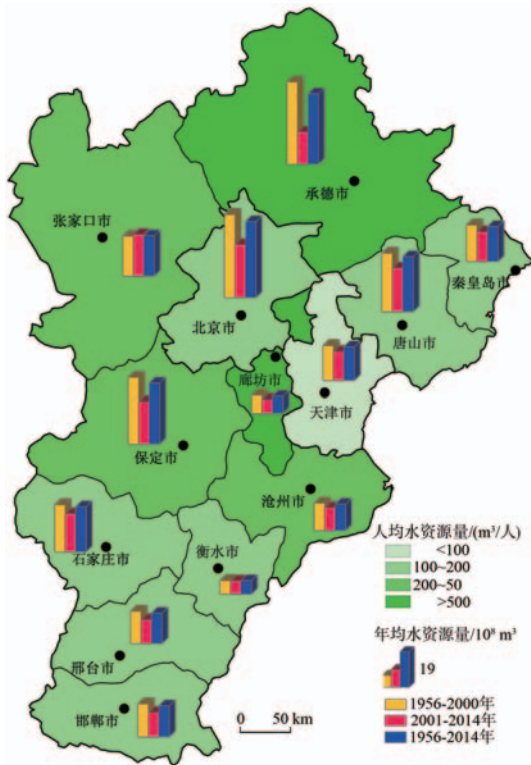 承德市
张家口市
秦皇岛市
北京市
唐山市
廊坊市
天津市
保定市
沧州市
人均水资源量/(m³/人)
<100
100~200
200~50
>500
石家庄市
衡水市
年均水资源量/10⁸ m³
19
邢台市
1956-2000年
2001-2014年
1956-2014年
邯郸市
0 50 km